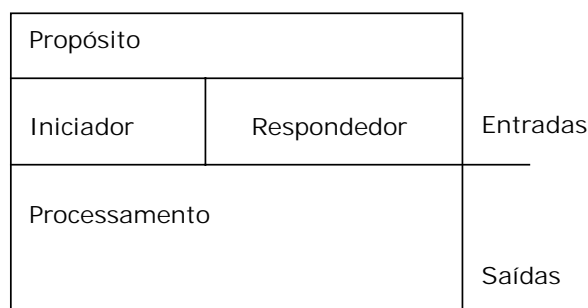 Propósito
Iniciador
Respondedor
Entradas
Processamento
Saídas